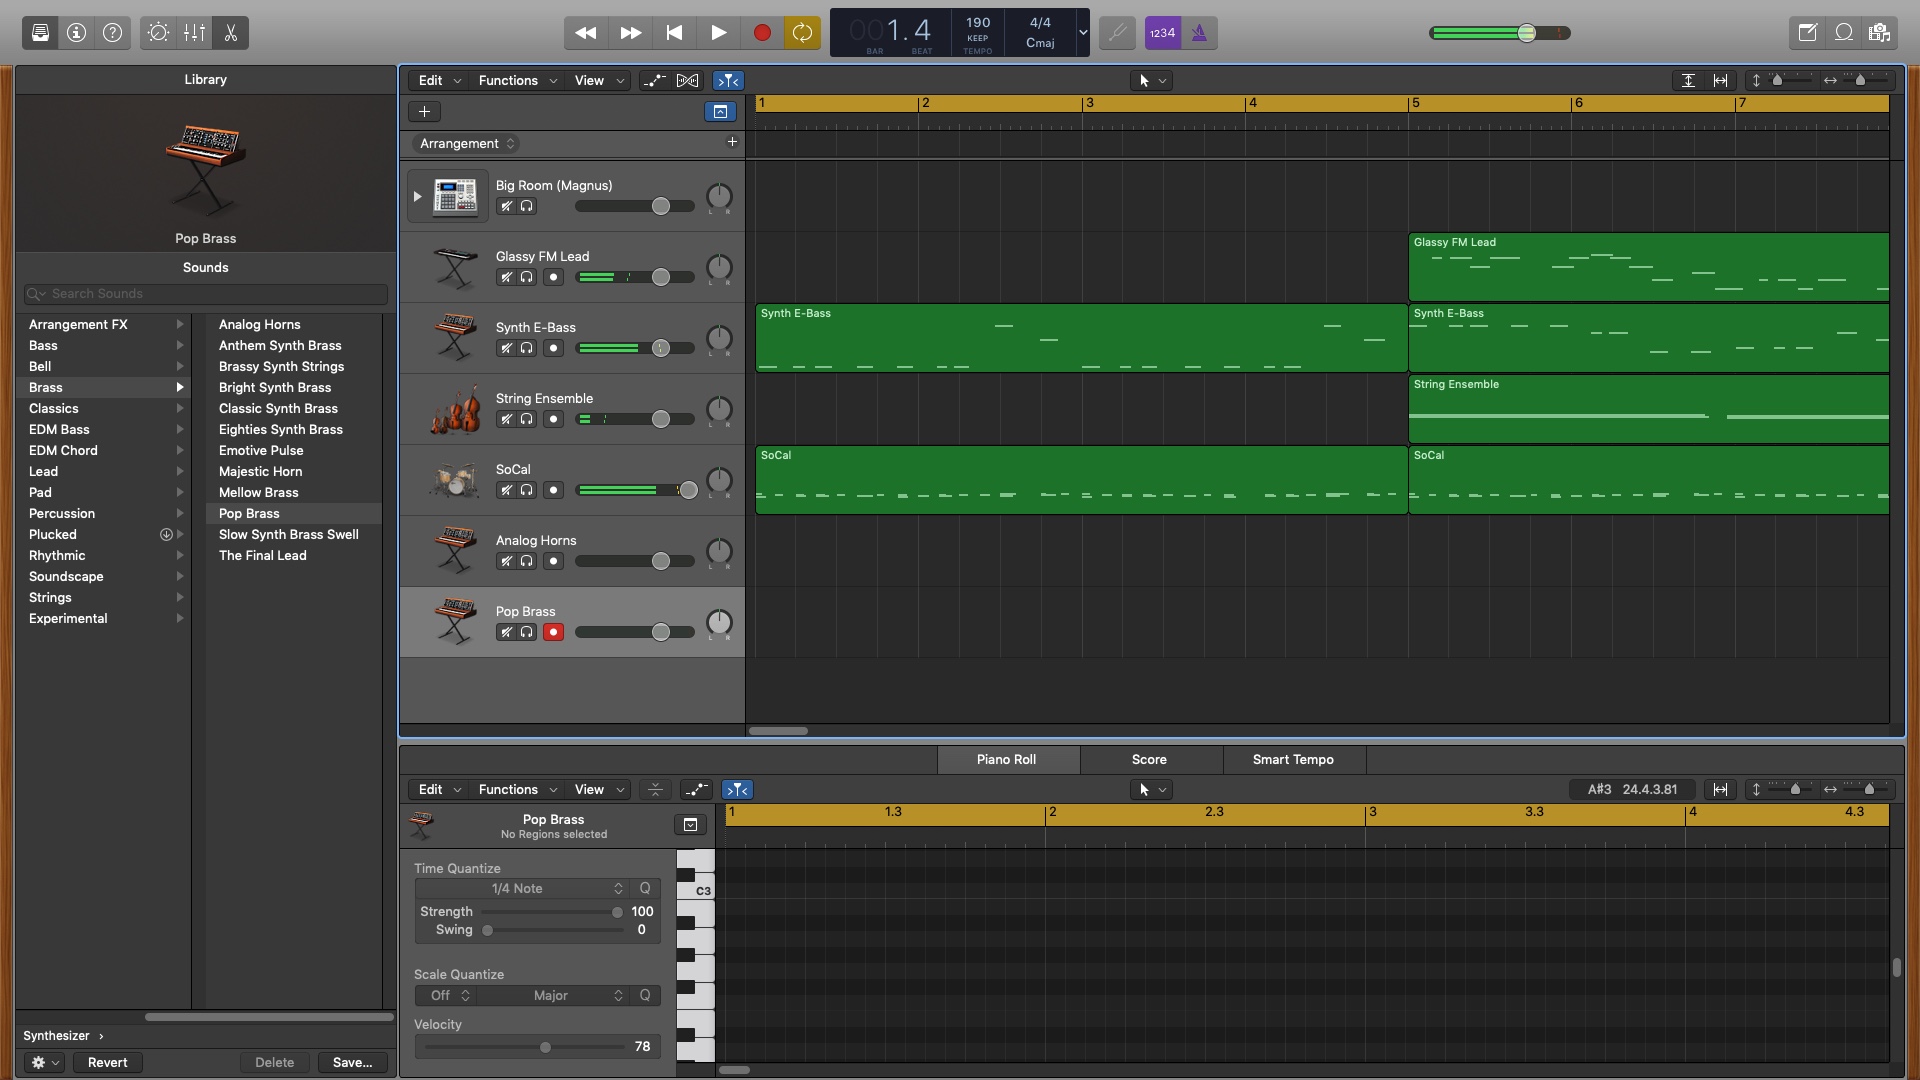 001.4
BAR BEAT
190
KEEP
TEMPO
4/4
Cmaj
1234
Library
Pop Brass
Sounds
Search Sounds
Arrangement FX
Bass
Bell
Brass
Classics
EDM Bass
EDM Chord
Lead
Pad
Percussion
Plucked
Rhythmic
Soundscape
Strings
Experimental
Analog Horns
Anthem Synth Brass
Brassy Synth Strings
Bright Synth Brass
Classic Synth Brass
Eighties Synth Brass
Emotive Pulse
Majestic Horn
Mellow Brass
Pop Brass
Slow Synth Brass Swell
The Final Lead
Synthesizer ›
Revert Delete Save...
Edit Functions View
1 2 3 4 5 6 7
Arrangement
Big Room (Magnus)
L R
Glassy FM Lead
L R
Glassy FM Lead
Synth E-Bass
L R
Synth E-Bass Synth E-Bass
String Ensemble
L R
String Ensemble
SoCal
L R
SoCal SoCal
Analog Horns
L R
Pop Brass
L R
Piano Roll Score Smart Tempo
Edit Functions View
A#3 24.4.3.81
Pop Brass
No Regions selected
1 1.3 2 2.3 3 3.3 4 4.3
Time Quantize
1/4 Note Q
Strength 100
Swing 0
Scale Quantize
Off Major Q
Velocity
78
C3